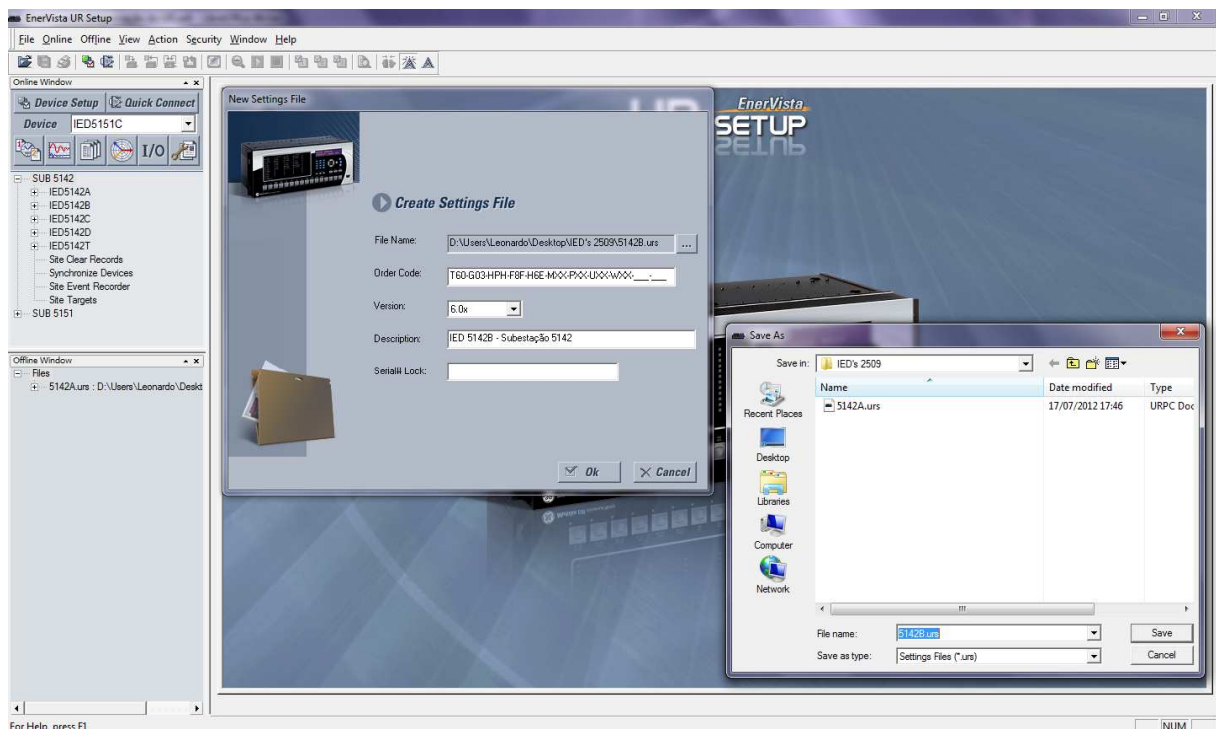 EnerVista UR Setup
File Online Offline View Action Security Window Help
Online Window
Device Setup Quick Connect
Device IED5151C
I/O
SUB 5142
IED5142A
IED5142B
IED5142C
IED5142D
IED5142T
Site Clear Records
Synchronize Devices
Site Event Recorder
Site Targets
SUB 5151
Offline Window
Files
5142A.urs : D:\Users\Leonardo\Deskt
EnerVista
SETUP
New Settings File
Create Settings File
File Name: D:\Users\Leonardo\Desktop\IED's 2509\5142B.urs ...
Order Code: T60-G03-HPH-F8F-H6E-MXX-PXX-UXX-WXX-___-___
Version: 6.0x
Description: IED 5142B - Subestação 5142
Serial# Lock:
Ok Cancel
Save As
Save in: IED's 2509
Name Date modified Type
5142A.urs 17/07/2012 17:46 URPC Doc
Recent Places
Desktop
Libraries
Computer
Network
File name: 5142B.urs Save
Save as type: Settings Files (*.urs) Cancel
For Help, press F1 NUM